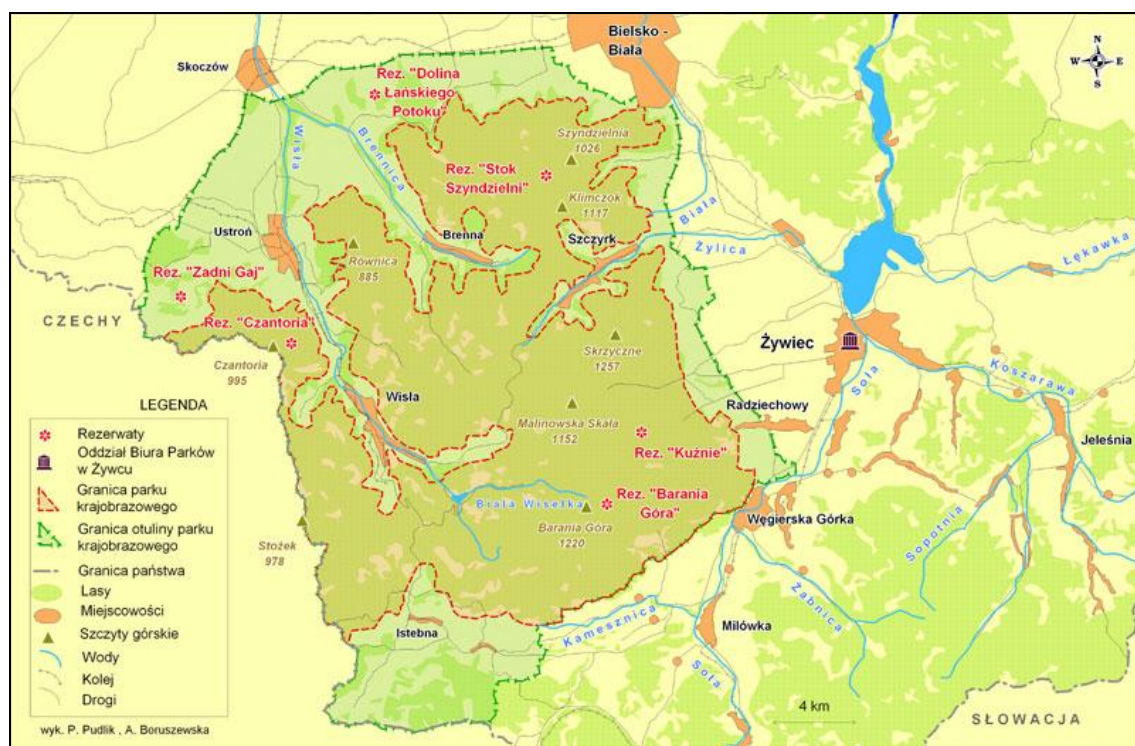 Bielsko -
Biała
N
W E
S
Skoczów
Rez. "Dolina
Łańskiego
Potoku"
Wisła
Brennica
Szyndzielnia
1026
Rez. "Stok
Szyndzielni"
Klimczok
1117
Biała
Ustroń
Brenna
Szczyrk
Żylica
Łękawka
Równica
885
Rez. "Zadni Gaj"
CZECHY
Rez. "Czantoria"
Czantoria
995
Skrzyczne
1257
Żywiec
Soła
Koszarawa
Radziechowy
Wisła
Malinowska Skała
1152
Rez. "Kuźnie"
Jeleśnia
Biała Wisełka
Rez. "Barania
Góra"
Barania Góra
1220
Węgierska Górka
Sopotnia
Stożek
978
Żabnica
Istebna
Kamesznica
Milówka
Soła
4 km
SŁOWACJA
LEGENDA
Rezerwaty
Oddział Biura Parków
w Żywcu
Granica parku
krajobrazowego
Granica otuliny parku
krajobrazowego
Granica państwa
Lasy
Miejscowości
Szczyty górskie
Wody
Kolej
Drogi
wyk. P. Pudlik , A. Boruszewska